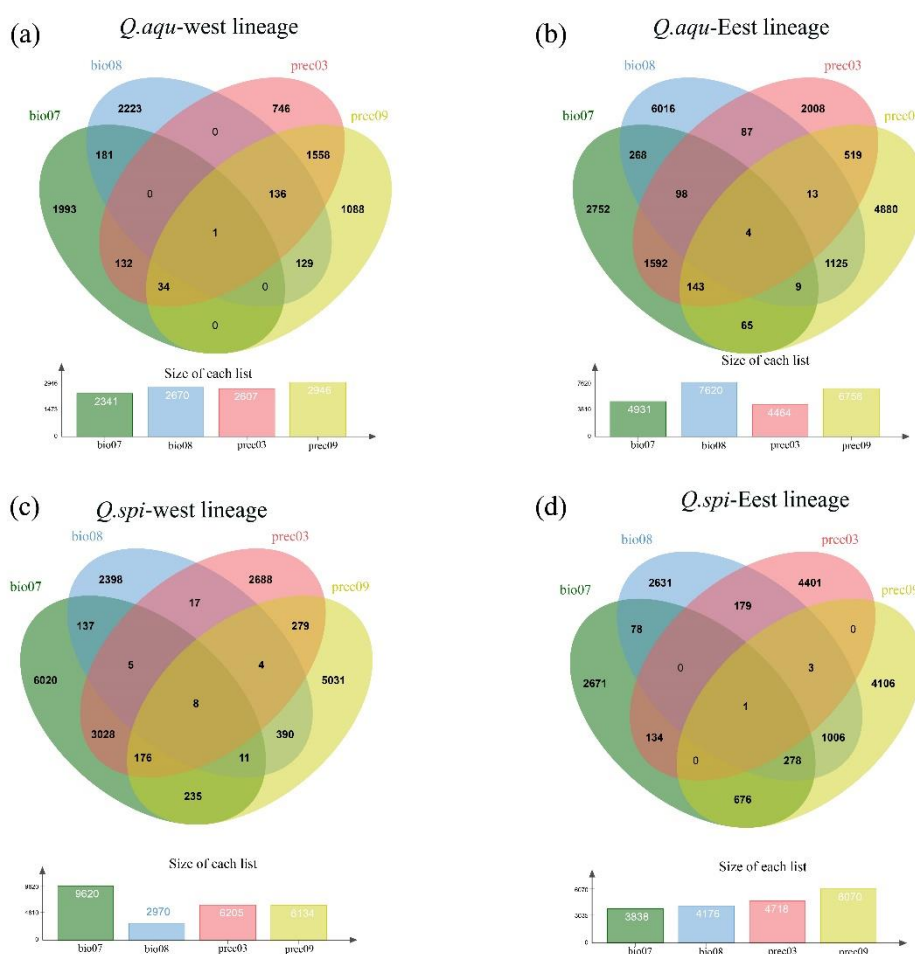 (a)
Q.aqu-west lineage
bio08
prec03
bio07
prec09
2223
746
0
181
1558
0
136
1993
1088
1
132
129
34
0
0
Size of each list
2946
1473
0
2341
2670
2607
2946
bio07
bio08
prec03
prec09
(b)
Q.aqu-Eest lineage
bio08
prec03
bio07
prec0
6016
2008
87
268
519
98
13
2752
4880
4
1592
1125
143
9
65
Size of each list
7620
3810
0
4931
7620
4464
6758
bio07
bio08
prec03
prec09
(c)
Q.spi-west lineage
bio08
prec03
bio07
prec09
2398
2688
17
137
279
5
4
6020
5031
8
3028
390
176
11
235
Size of each list
9620
4810
0
9620
2970
6205
6134
bio07
bio08
prec03
prec09
(d)
Q.spi-Eest lineage
bio08
prec03
bio07
prec0
2631
4401
179
78
0
0
3
2671
4106
1
134
1006
0
278
676
Size of each list
6070
3035
0
3838
4176
4718
6070
bio07
bio08
prec03
prec09